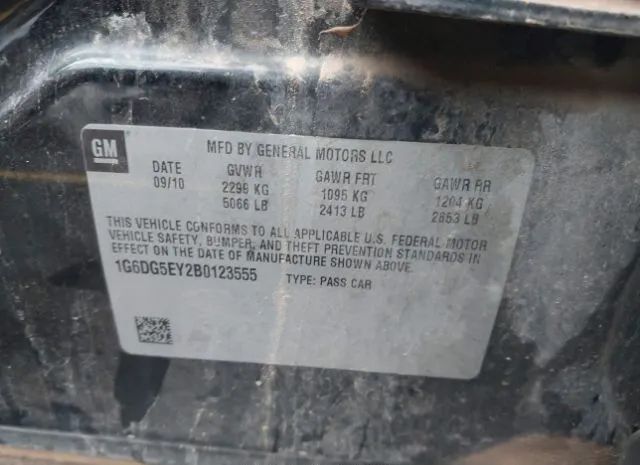 GM
MFD BY GENERAL MOTORS LLC
DATE GVWR GAWR FRT GAWR RR
09/10 2298 KG 1095 KG 1204 KG
5066 LB 2413 LB 2653 LB
THIS VEHICLE CONFORMS TO ALL APPLICABLE U.S. FEDERAL MOTOR
VEHICLE SAFETY, BUMPER, AND THEFT PREVENTION STANDARDS IN
EFFECT ON THE DATE OF MANUFACTURE SHOWN ABOVE.
1G6DG5EY2B0123555 TYPE: PASS CAR